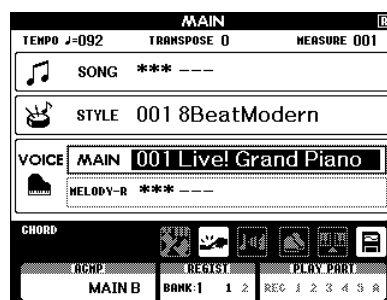 MAIN R
TEMPO ♩=092 TRANSPOSE 0 MEASURE 001
SONG *** ---
STYLE 001 8BeatModern
VOICE MAIN 001 Live! Grand Piano
MELODY-R *** ---
CHORD
ACMP REGIST PLAY PART
MAIN B BANK:1 1 2 REC 1 2 3 4 5 A